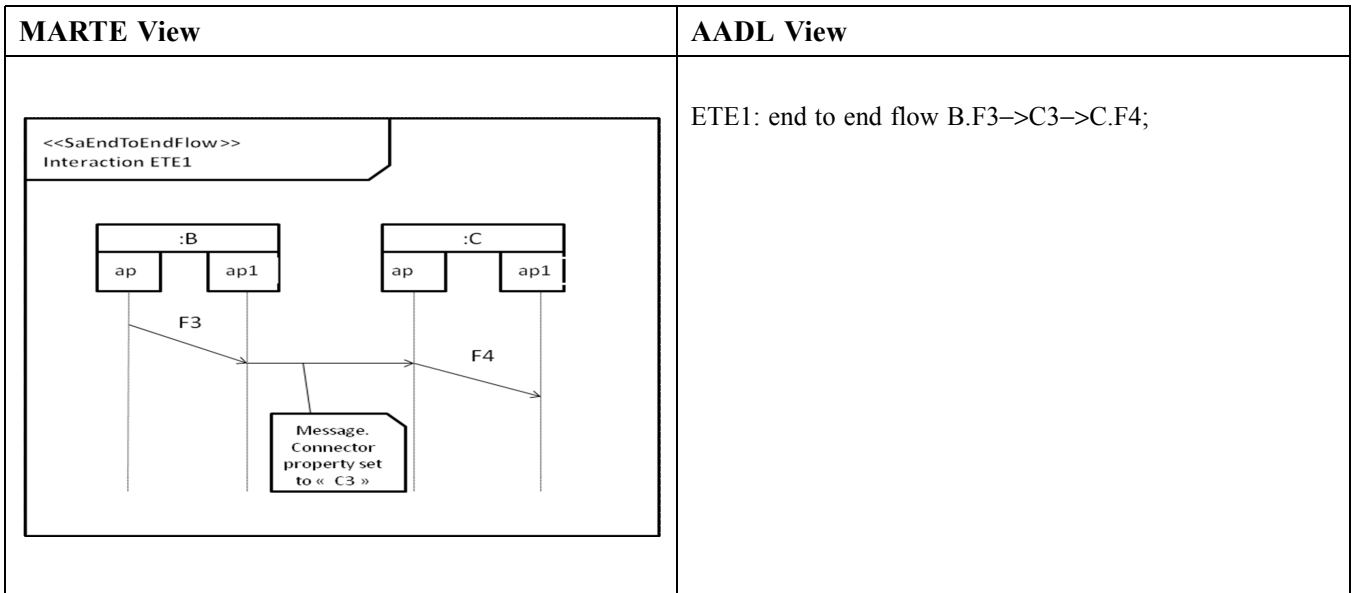 MARTE View
AADL View
<<SaEndToEndFlow>>
Interaction ETE1
:B
:C
ap
ap1
ap
ap1
F3
F4
Message.
Connector
property set
to « C3 »
ETE1: end to end flow B.F3–>C3–>C.F4;